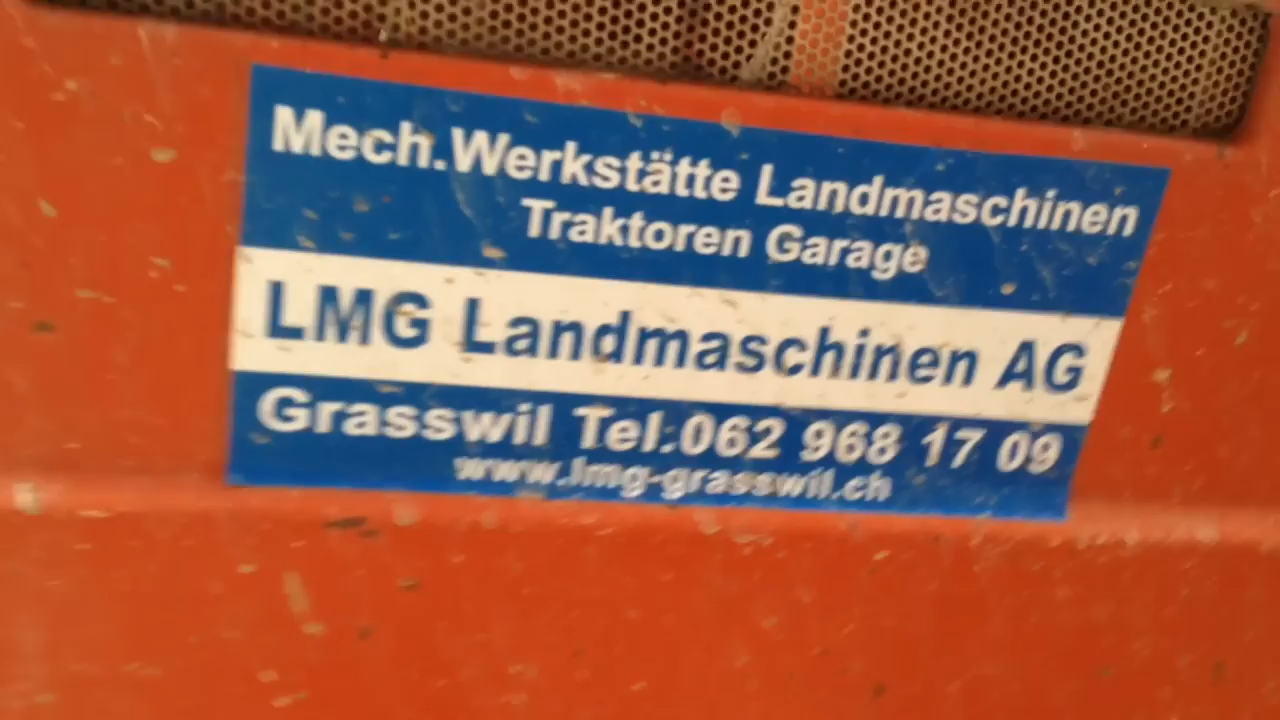 Mech.Werkstätte Landmaschinen
Traktoren Garage
LMG Landmaschinen AG
Grasswil Tel.:062 968 17 09
www.lmg-grasswil.ch